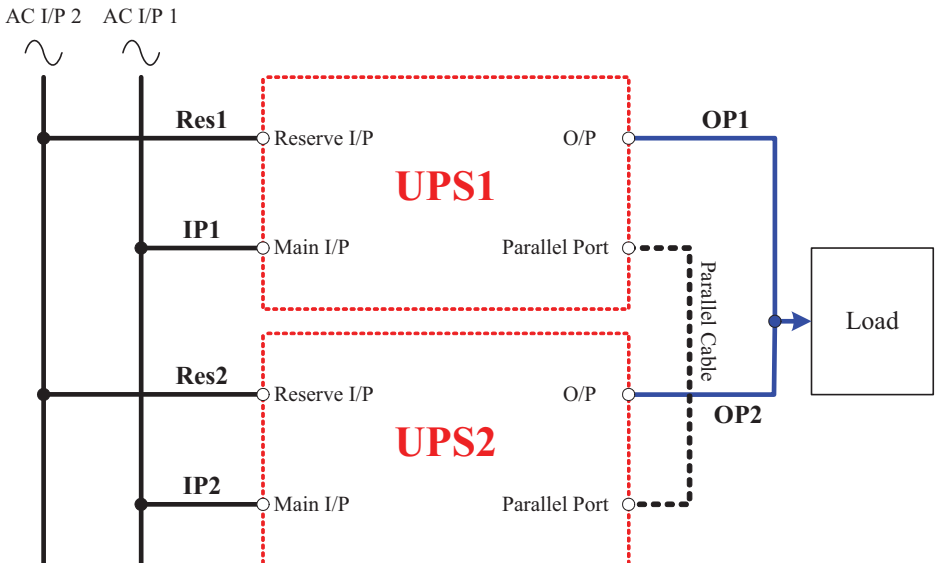 AC I/P 2
AC I/P 1
Res1
Reserve I/P
O/P
OP1
UPS1
IP1
Main I/P
Parallel Port
Parallel Cable
Load
Res2
Reserve I/P
O/P
OP2
UPS2
IP2
Main I/P
Parallel Port